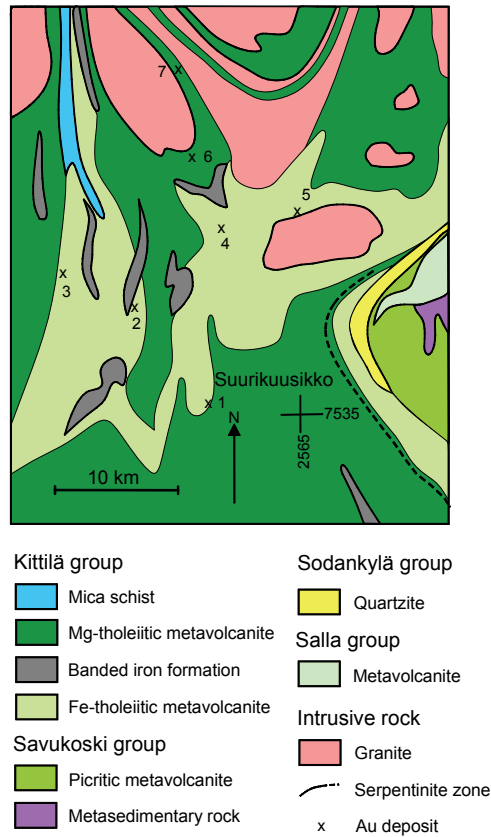 7 x
x 6
5
x
x
4
x
3
x
2
Suurikuusikko
x 1
N
7535
2565
10 km
Kittilä group
Mica schist
Mg-tholeiitic metavolcanite
Banded iron formation
Fe-tholeiitic metavolcanite
Savukoski group
Picritic metavolcanite
Metasedimentary rock
Sodankylä group
Quartzite
Salla group
Metavolcanite
Intrusive rock
Granite
Serpentinite zone
x Au deposit